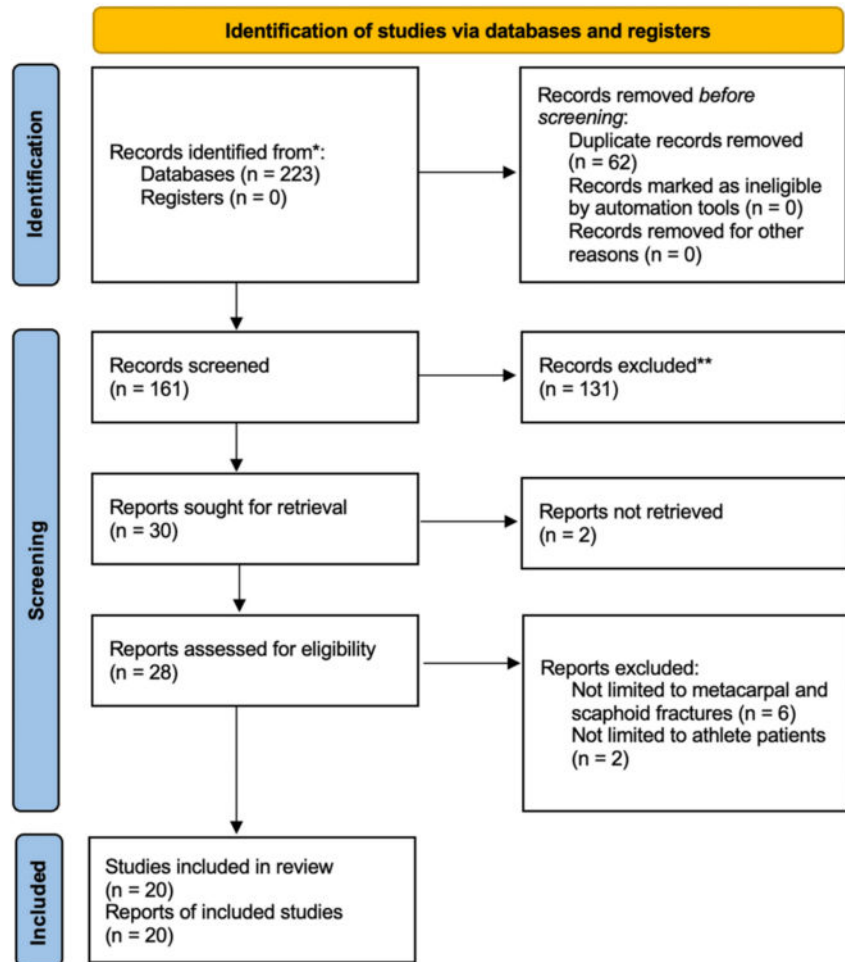 Identification of studies via databases and registers
Identification
Records identified from*:
Databases (n = 223)
Registers (n = 0)
Records removed before
screening:
Duplicate records removed
(n = 62)
Records marked as ineligible
by automation tools (n = 0)
Records removed for other
reasons (n = 0)
Screening
Records screened
(n = 161)
Records excluded**
(n = 131)
Reports sought for retrieval
(n = 30)
Reports not retrieved
(n = 2)
Reports assessed for eligibility
(n = 28)
Reports excluded:
Not limited to metacarpal and
scaphoid fractures (n = 6)
Not limited to athlete patients
(n = 2)
Included
Studies included in review
(n = 20)
Reports of included studies
(n = 20)